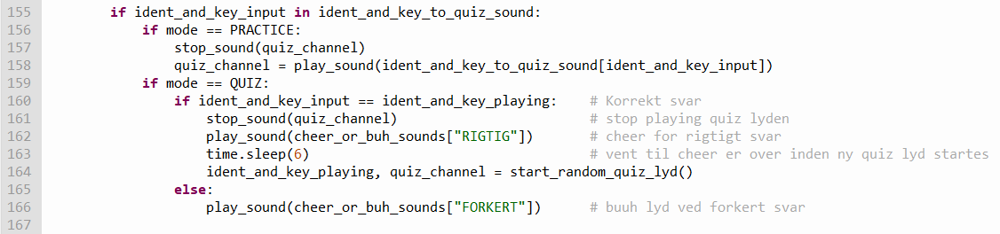 155         if ident_and_key_input in ident_and_key_to_quiz_sound:
156             if mode == PRACTICE:
157                 stop_sound(quiz_channel)
158                 quiz_channel = play_sound(ident_and_key_to_quiz_sound[ident_and_key_input])
159             if mode == QUIZ:
160                 if ident_and_key_input == ident_and_key_playing:    # Korrekt svar
161                     stop_sound(quiz_channel)                        # stop playing quiz lyden
162                     play_sound(cheer_or_buh_sounds["RIGTIG"])       # cheer for rigtigt svar
163                     time.sleep(6)                                   # vent til cheer er over inden ny quiz lyd startes
164                     ident_and_key_playing, quiz_channel = start_random_quiz_lyd()
165                 else:
166                     play_sound(cheer_or_buh_sounds["FORKERT"])      # buuh lyd ved forkert svar
167